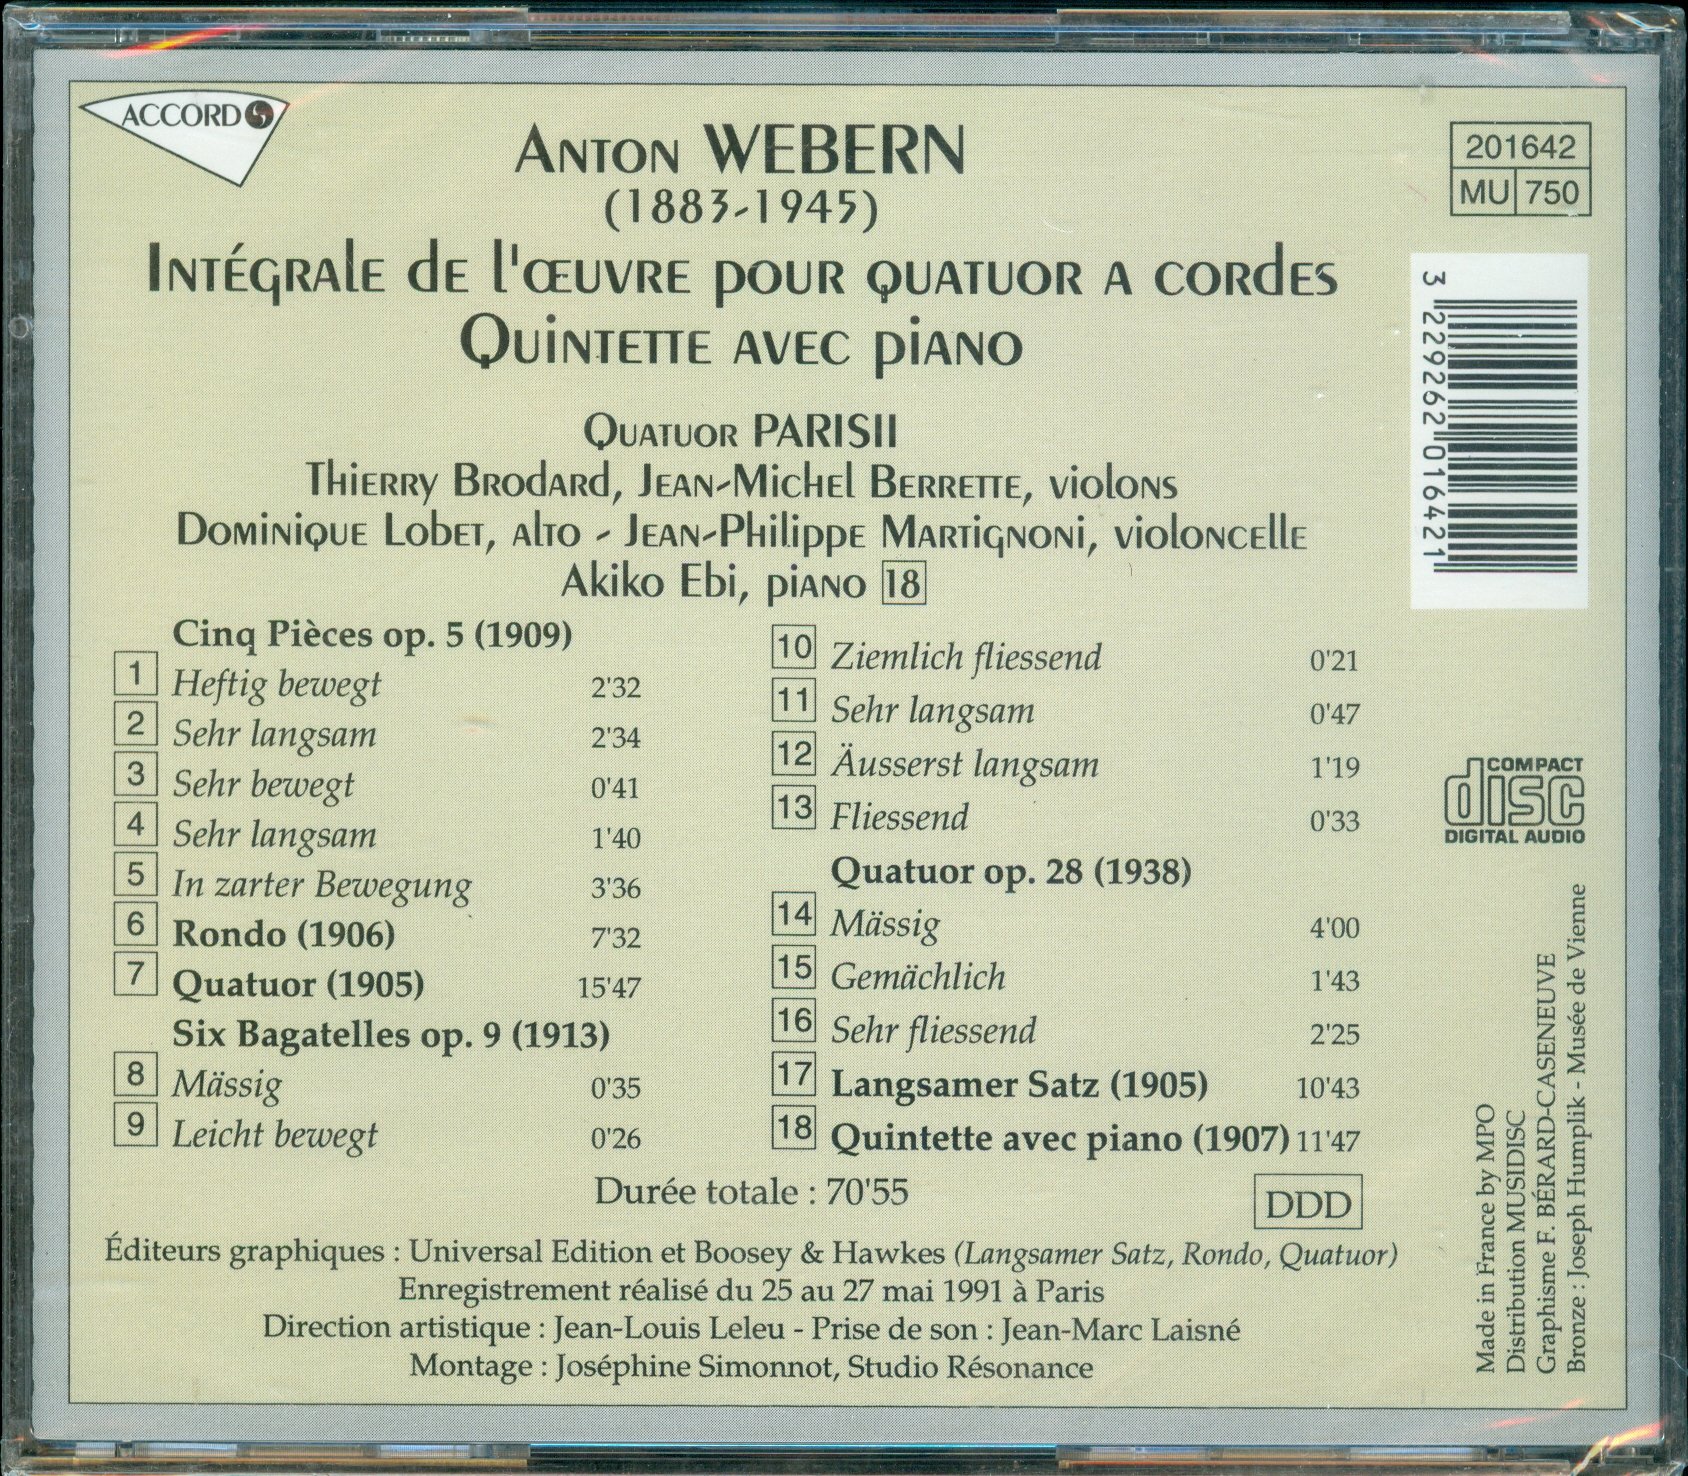 ACCORD
Anton WEBERN
(1883-1945)
Intégrale de l'œuvre pour quatuor a cordes
Quintette avec piano
Quatuor PARISII
Thierry Brodard, Jean-Michel Berrette, violons
Dominique Lobet, alto - Jean-Philippe Martignoni, violoncelle
Akiko Ebi, piano 18
201642
MU 750
3 229262 016421
Cinq Pièces op. 5 (1909)
1 Heftig bewegt 2'32
2 Sehr langsam 2'34
3 Sehr bewegt 0'41
4 Sehr langsam 1'40
5 In zarter Bewegung 3'36
6 Rondo (1906) 7'32
7 Quatuor (1905) 15'47
Six Bagatelles op. 9 (1913)
8 Mässig 0'35
9 Leicht bewegt 0'26
10 Ziemlich fliessend 0'21
11 Sehr langsam 0'47
12 Äusserst langsam 1'19
13 Fliessend 0'33
Quatuor op. 28 (1938)
14 Mässig 4'00
15 Gemächlich 1'43
16 Sehr fliessend 2'25
17 Langsamer Satz (1905) 10'43
18 Quintette avec piano (1907) 11'47
Durée totale : 70'55
DDD
Éditeurs graphiques : Universal Edition et Boosey & Hawkes (Langsamer Satz, Rondo, Quatuor)
Enregistrement réalisé du 25 au 27 mai 1991 à Paris
Direction artistique : Jean-Louis Leleu - Prise de son : Jean-Marc Laisné
Montage : Joséphine Simonnot, Studio Résonance
COMPACT
disc
DIGITAL AUDIO
Made in France by MPO
Distribution MUSIDISC
Graphisme F. BÉRARD-CASENEUVE
Bronze : Joseph Humplik - Musée de Vienne